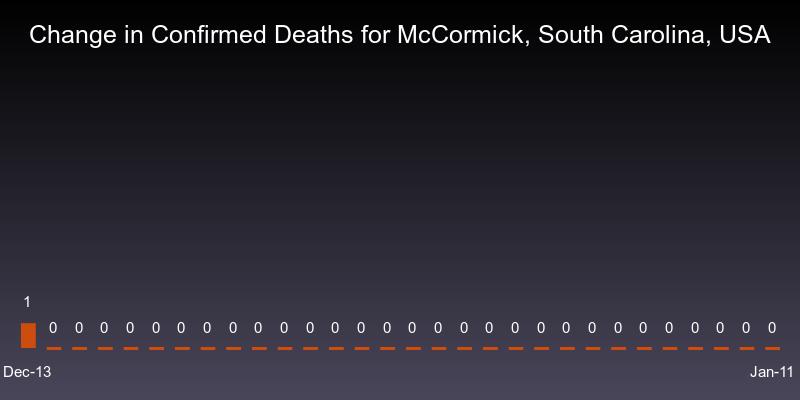 Change in Confirmed Deaths for McCormick, South Carolina, USA
1
0 0 0 0 0 0 0 0 0 0 0 0 0 0 0 0 0 0 0 0 0 0 0 0 0 0 0 0 0
Dec-13 Jan-11